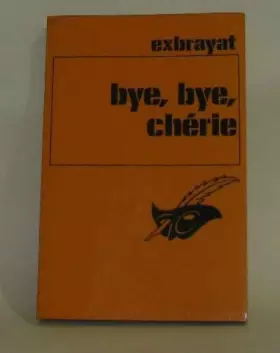 exbrayat
bye, bye,
chérie